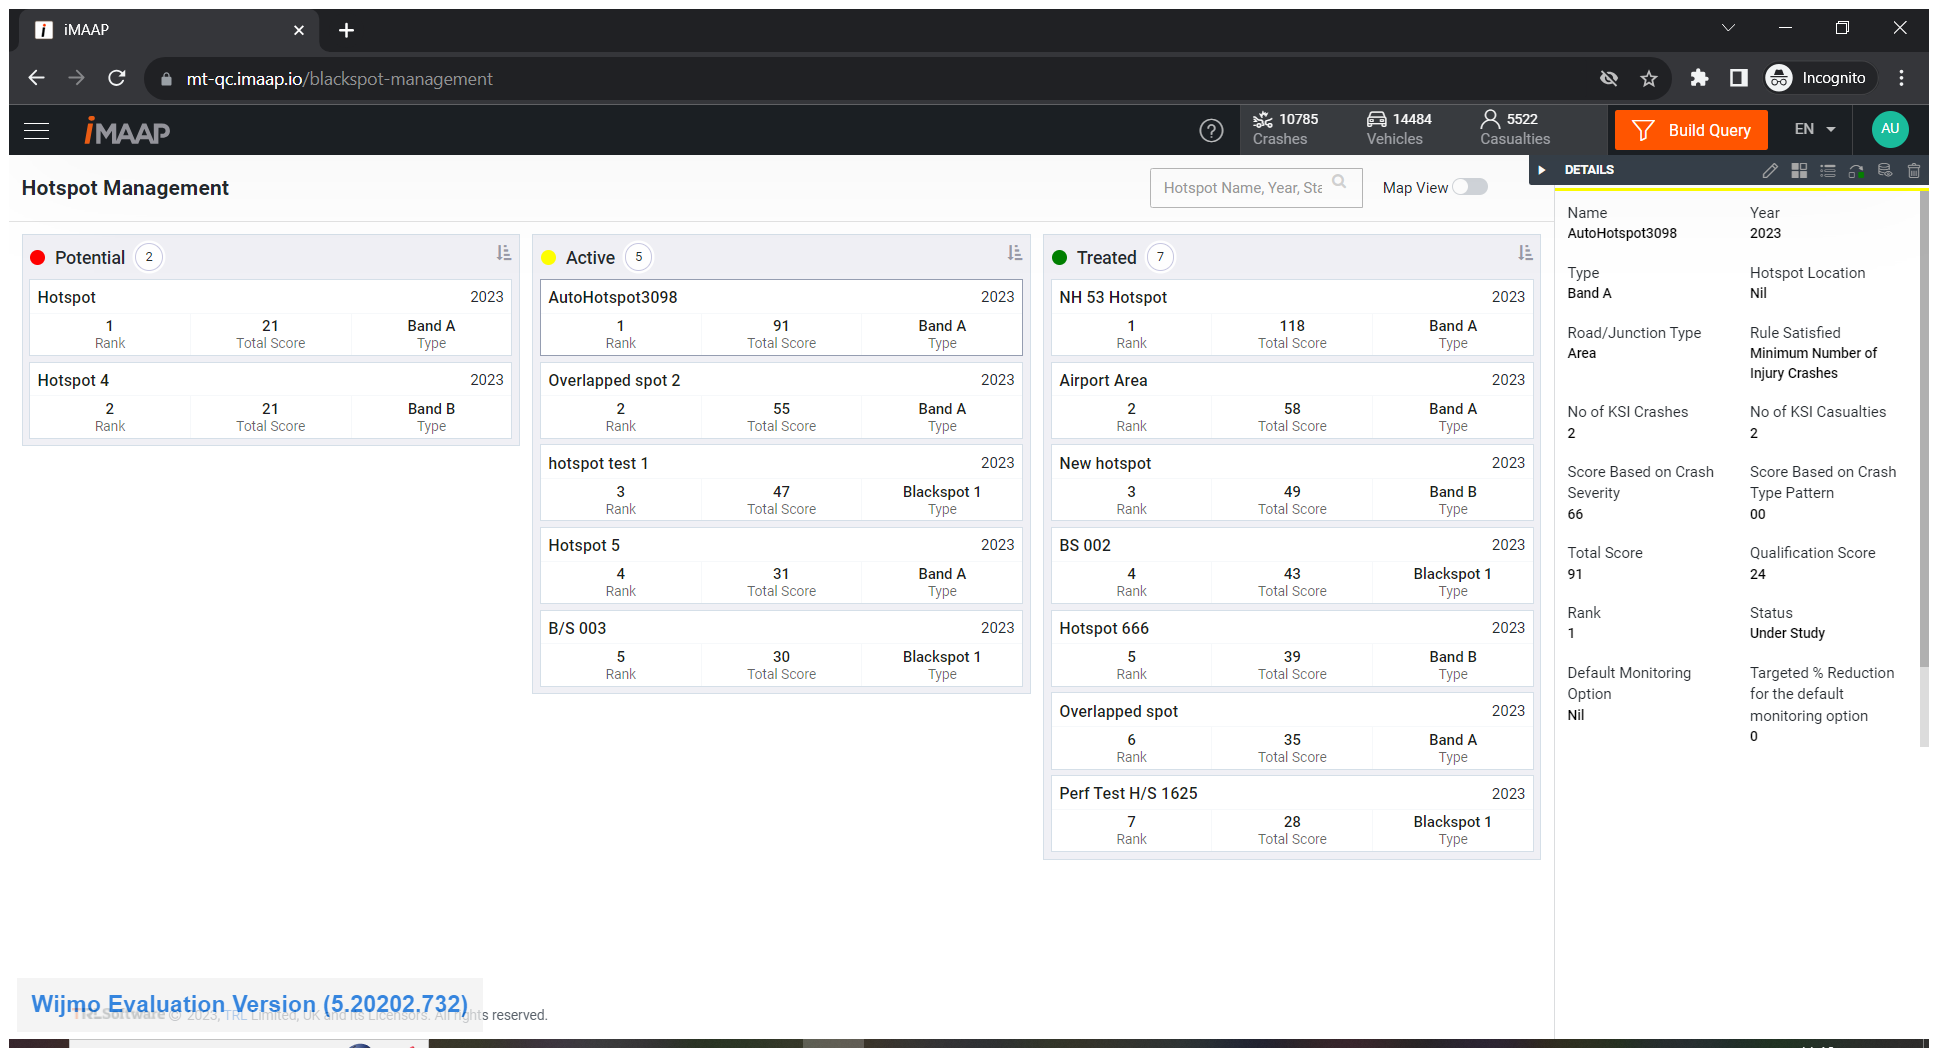 iMAAP
mt-qc.imaap.io/blackspot-management
Incognito
iMAAP
10785
Crashes
14484
Vehicles
5522
Casualties
Build Query
EN
AU
Hotspot Management
Hotspot Name, Year, Sta
Map View
DETAILS
Potential 2
Hotspot 2023
1 21 Band A
Rank Total Score Type
Hotspot 4 2023
2 21 Band B
Rank Total Score Type
Active 5
AutoHotspot3098 2023
1 91 Band A
Rank Total Score Type
Overlapped spot 2 2023
2 55 Band A
Rank Total Score Type
hotspot test 1 2023
3 47 Blackspot 1
Rank Total Score Type
Hotspot 5 2023
4 31 Band A
Rank Total Score Type
B/S 003 2023
5 30 Blackspot 1
Rank Total Score Type
Treated 7
NH 53 Hotspot 2023
1 118 Band A
Rank Total Score Type
Airport Area 2023
2 58 Band A
Rank Total Score Type
New hotspot 2023
3 49 Band B
Rank Total Score Type
BS 002 2023
4 43 Blackspot 1
Rank Total Score Type
Hotspot 666 2023
5 39 Band B
Rank Total Score Type
Overlapped spot 2023
6 35 Band A
Rank Total Score Type
Perf Test H/S 1625 2023
7 28 Blackspot 1
Rank Total Score Type
Name
AutoHotspot3098
Year
2023
Type
Band A
Hotspot Location
Nil
Road/Junction Type
Area
Rule Satisfied
Minimum Number of
Injury Crashes
No of KSI Crashes
2
No of KSI Casualties
2
Score Based on Crash
Severity
66
Score Based on Crash
Type Pattern
00
Total Score
91
Qualification Score
24
Rank
1
Status
Under Study
Default Monitoring
Option
Nil
Targeted % Reduction
for the default
monitoring option
0
Wijmo Evaluation Version (5.20202.732)
TRLSoftware © 2023, TRL Limited, UK and its Licensors. All rights reserved.